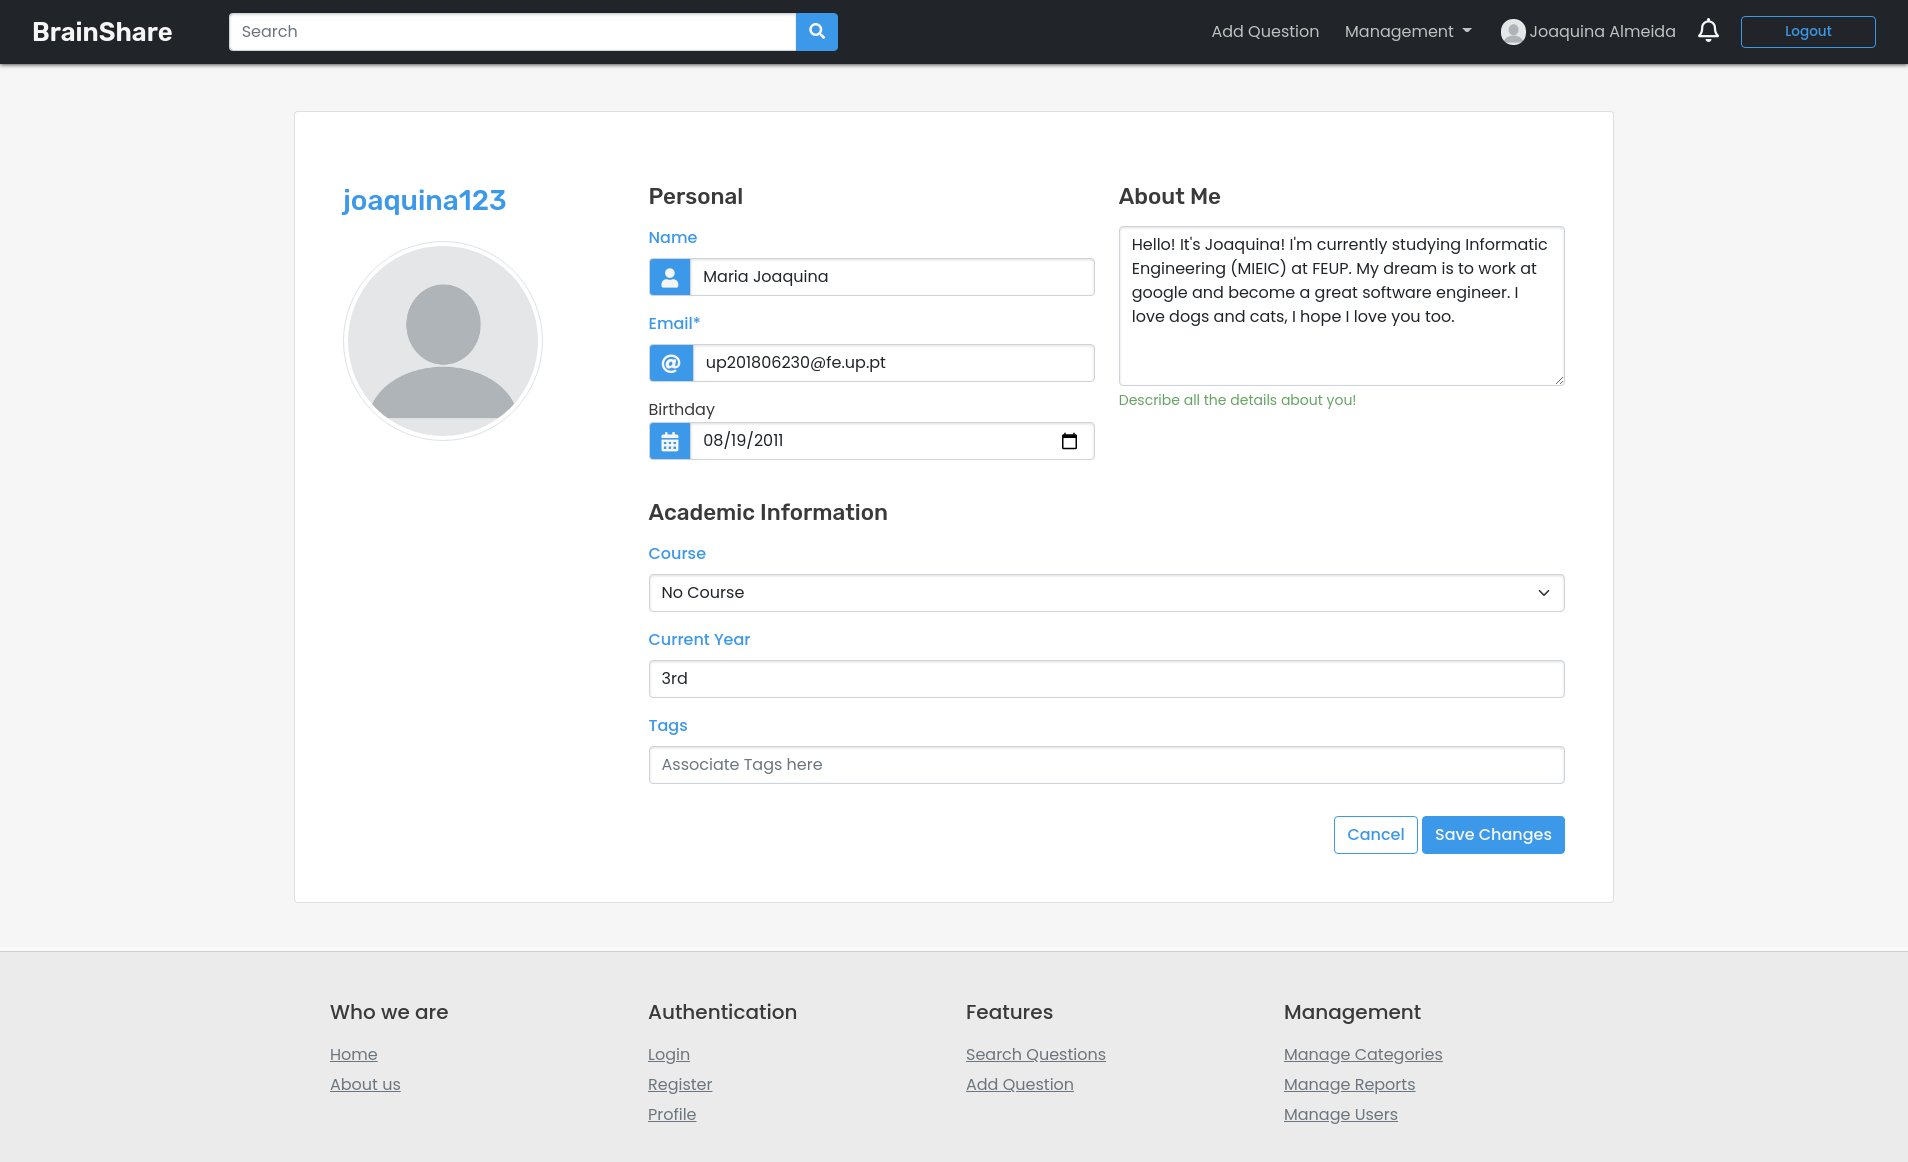 BrainShare
Search
Add Question
Management
Joaquina Almeida
Logout
joaquina123
Personal
Name
Maria Joaquina
Email*
@
up201806230@fe.up.pt
Birthday
08/19/2011
About Me
Hello! It's Joaquina! I'm currently studying Informatic
Engineering (MIEIC) at FEUP. My dream is to work at
google and become a great software engineer. I
love dogs and cats, I hope I love you too.
Describe all the details about you!
Academic Information
Course
No Course
Current Year
3rd
Tags
Associate Tags here
Cancel
Save Changes
Who we are
Home
About us
Authentication
Login
Register
Profile
Features
Search Questions
Add Question
Management
Manage Categories
Manage Reports
Manage Users